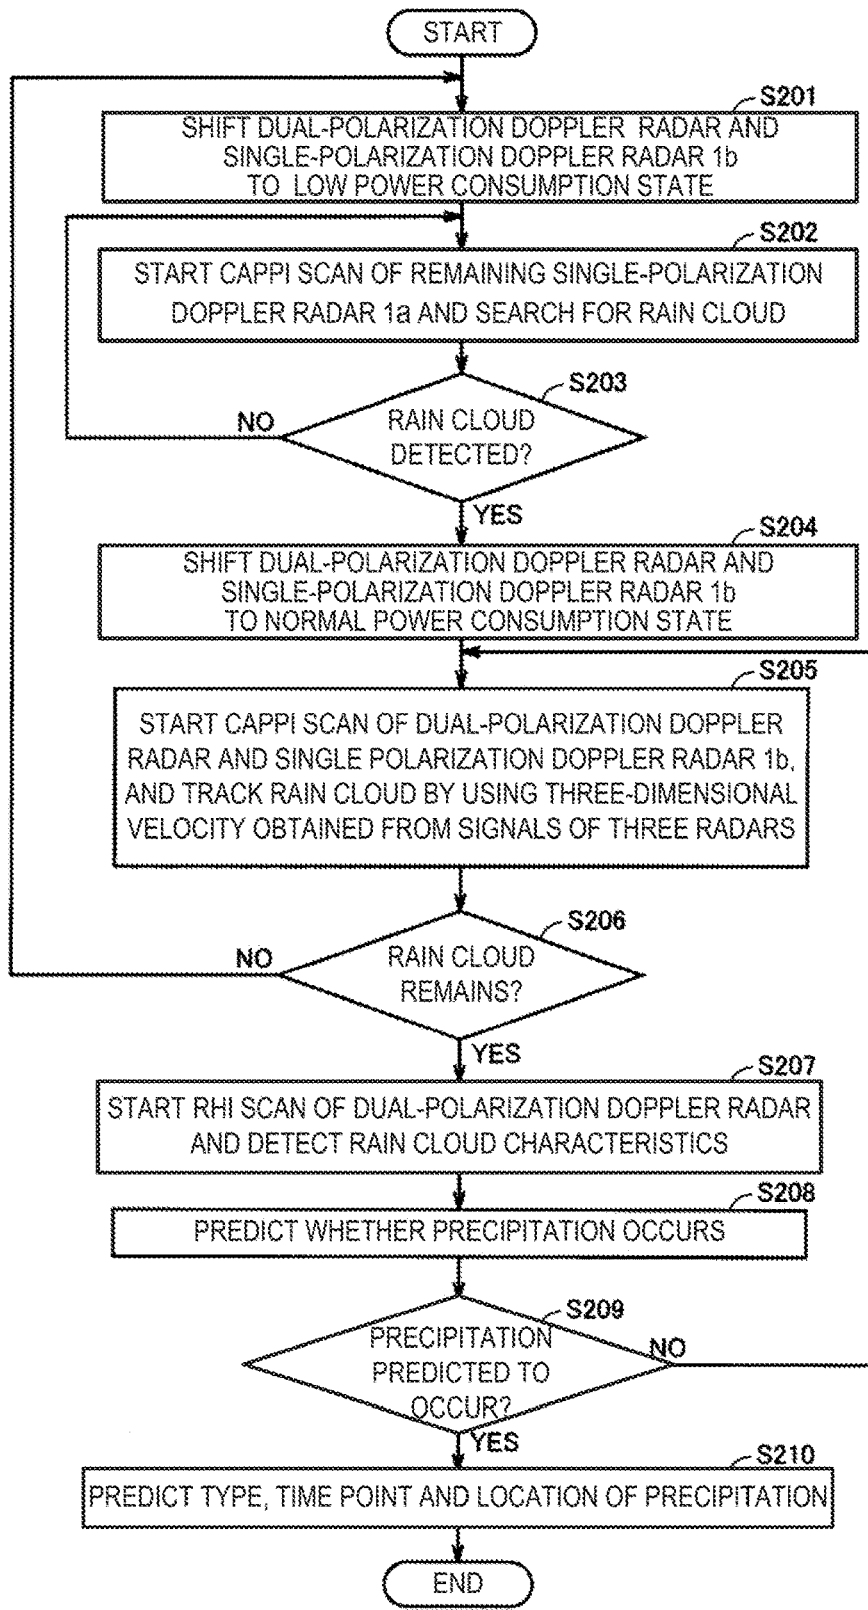 START
S201
SHIFT DUAL-POLARIZATION DOPPLER RADAR AND
SINGLE-POLARIZATION DOPPLER RADAR 1b
TO LOW POWER CONSUMPTION STATE
S202
START CAPPI SCAN OF REMAINING SINGLE-POLARIZATION
DOPPLER RADAR 1a AND SEARCH FOR RAIN CLOUD
S203
NO
RAIN CLOUD
DETECTED?
YES
S204
SHIFT DUAL-POLARIZATION DOPPLER RADAR AND
SINGLE-POLARIZATION DOPPLER RADAR 1b
TO NORMAL POWER CONSUMPTION STATE
S205
START CAPPI SCAN OF DUAL-POLARIZATION DOPPLER
RADAR AND SINGLE POLARIZATION DOPPLER RADAR 1b,
AND TRACK RAIN CLOUD BY USING THREE-DIMENSIONAL
VELOCITY OBTAINED FROM SIGNALS OF THREE RADARS
S206
NO
RAIN CLOUD
REMAINS?
YES
S207
START RHI SCAN OF DUAL-POLARIZATION DOPPLER RADAR
AND DETECT RAIN CLOUD CHARACTERISTICS
S208
PREDICT WHETHER PRECIPITATION OCCURS
S209
PRECIPITATION
PREDICTED TO
OCCUR?
NO
YES
S210
PREDICT TYPE, TIME POINT AND LOCATION OF PRECIPITATION
END